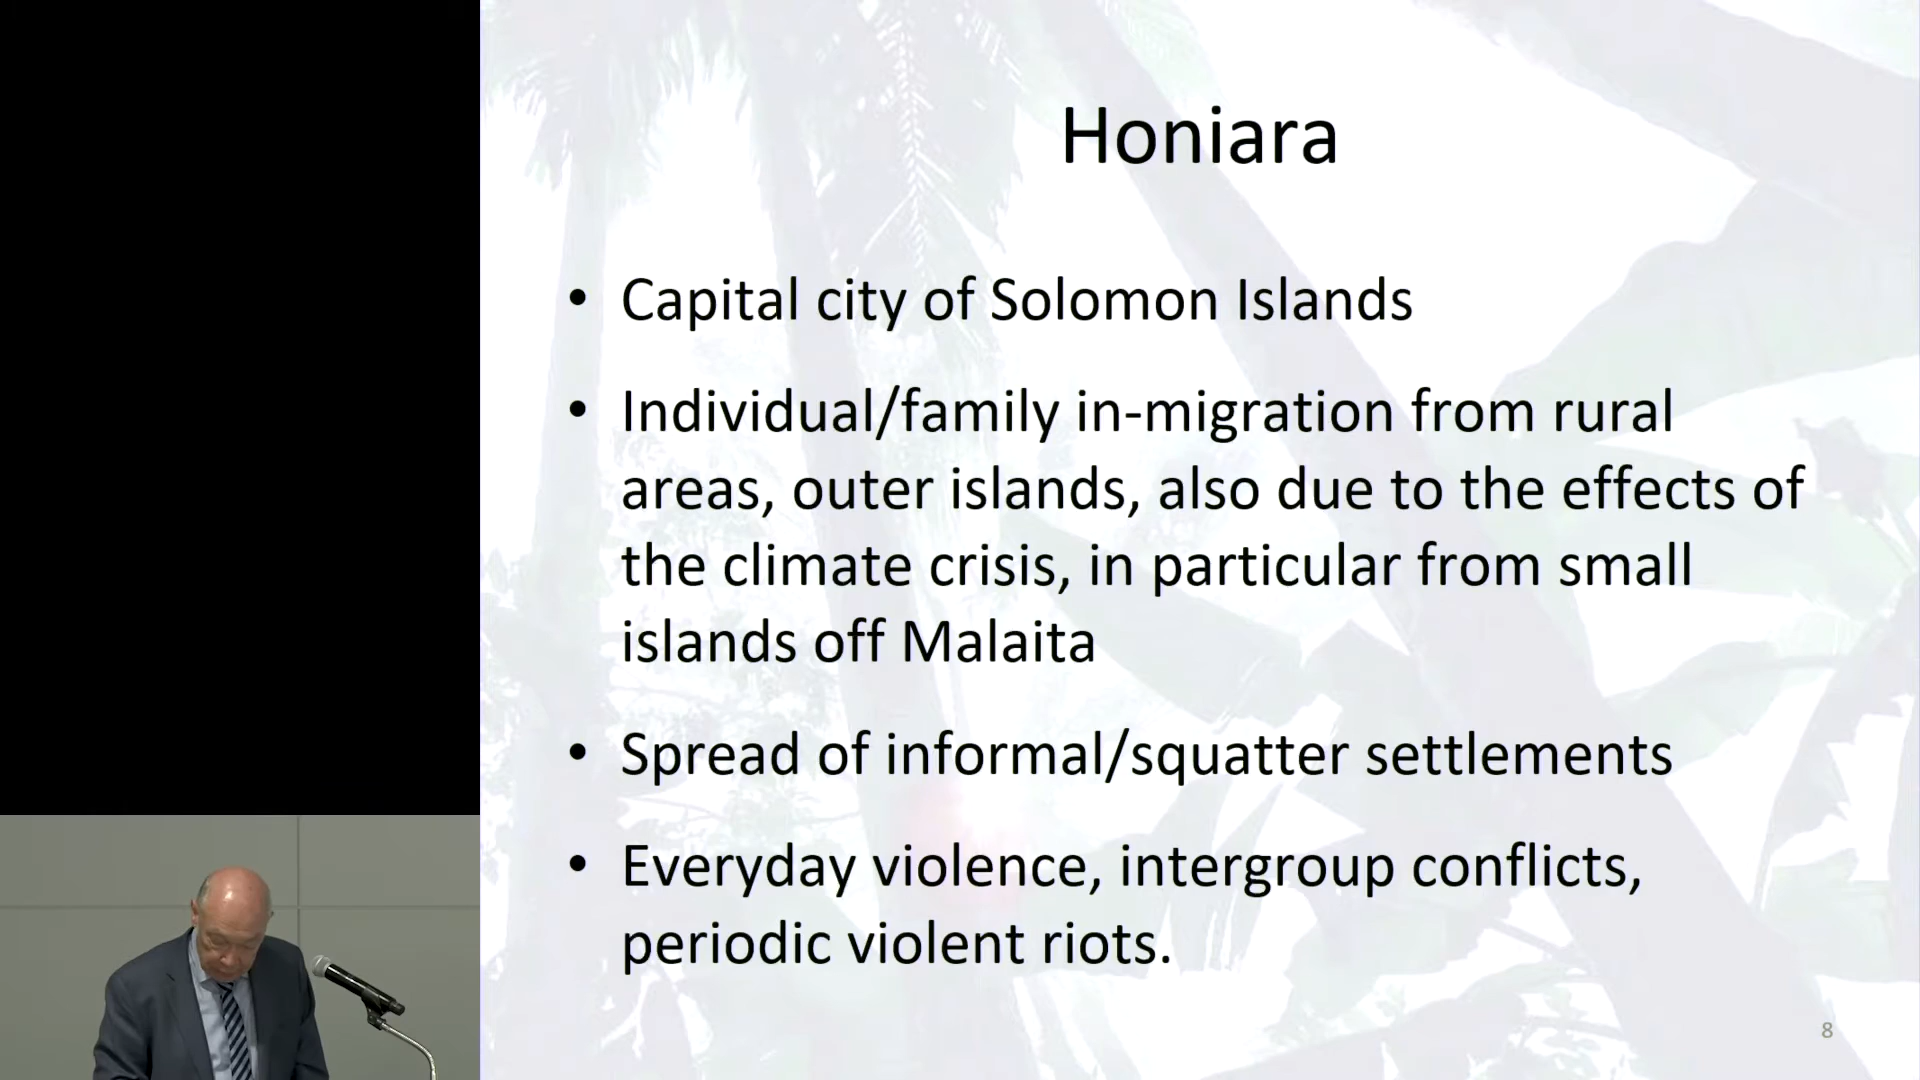 Honiara
• Capital city of Solomon Islands
• Individual/family in-migration from rural
areas, outer islands, also due to the effects of
the climate crisis, in particular from small
islands off Malaita
• Spread of informal/squatter settlements
• Everyday violence, intergroup conflicts,
periodic violent riots.
8